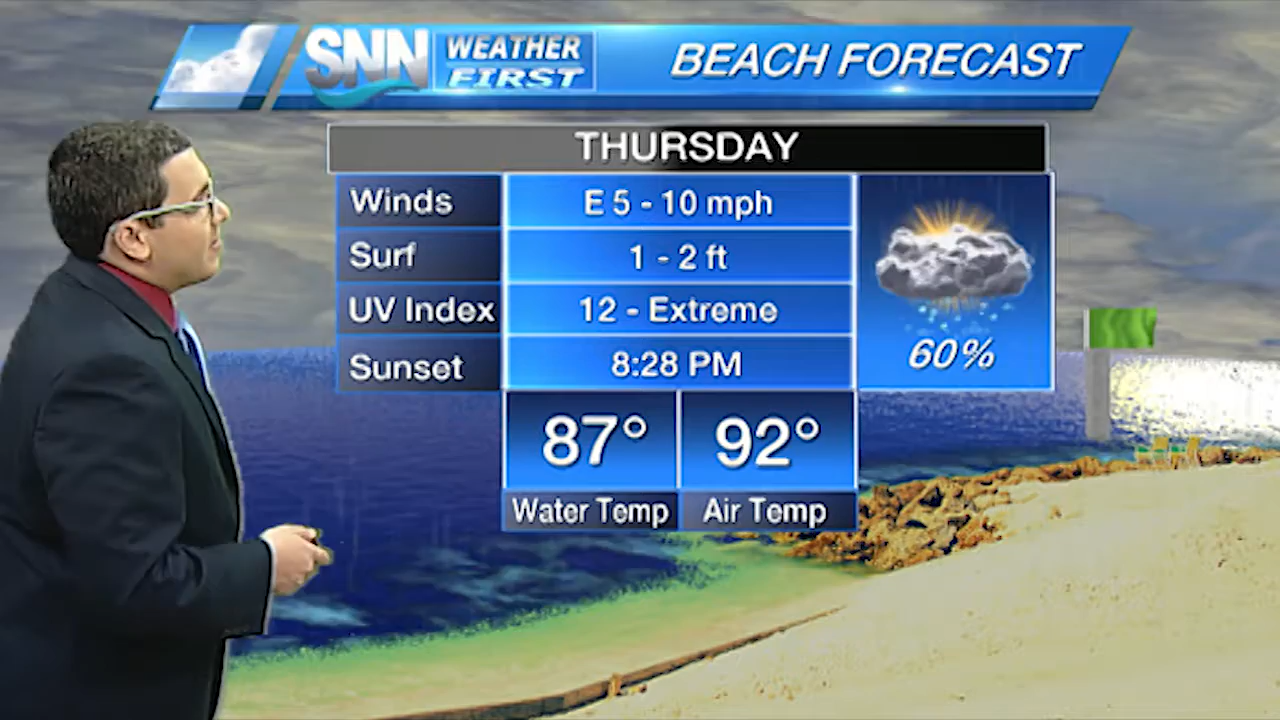 SNN WEATHER FIRST
BEACH FORECAST
THURSDAY
Winds E 5 - 10 mph
Surf 1 - 2 ft
UV Index 12 - Extreme
Sunset 8:28 PM
60%
87° 92°
Water Temp Air Temp